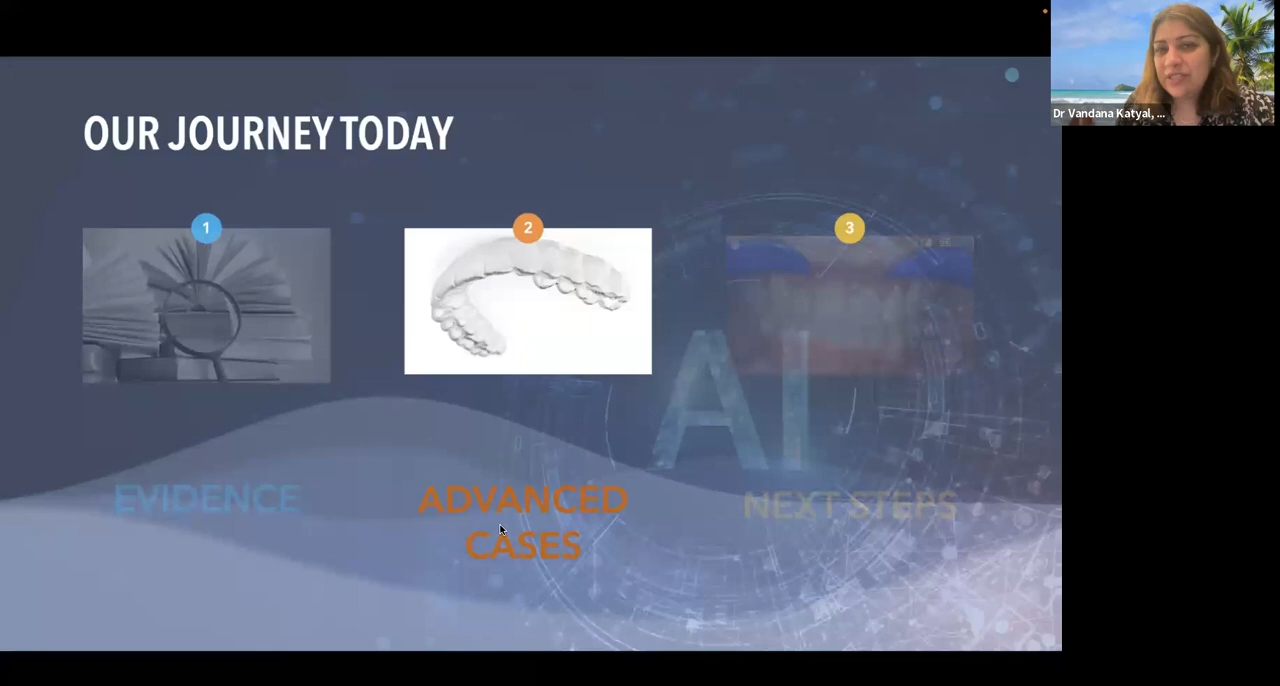 OUR JOURNEY TODAY
1
2
3
AI
EVIDENCE
ADVANCED
CASES
NEXT STEPS
Dr Vandana Katyal, ...